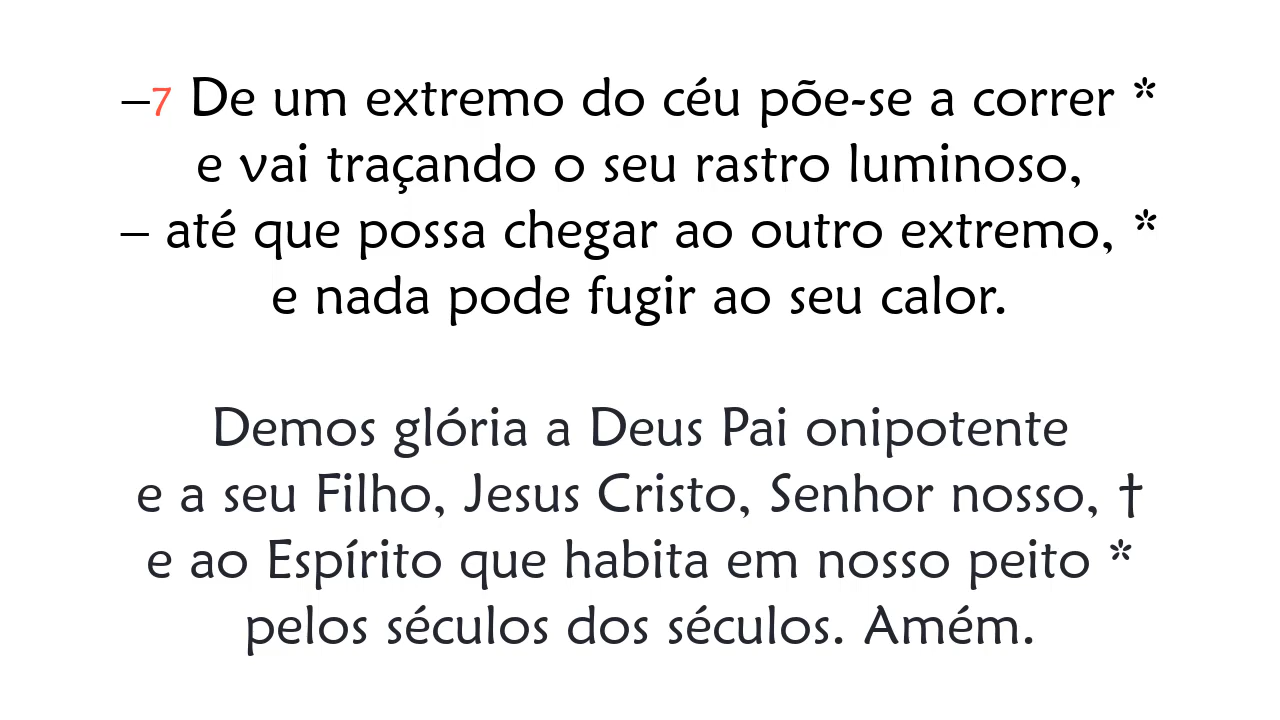 –7 De um extremo do céu põe-se a correr *
e vai traçando o seu rastro luminoso,
– até que possa chegar ao outro extremo, *
e nada pode fugir ao seu calor.
Demos glória a Deus Pai onipotente
e a seu Filho, Jesus Cristo, Senhor nosso, †
e ao Espírito que habita em nosso peito *
pelos séculos dos séculos. Amém.